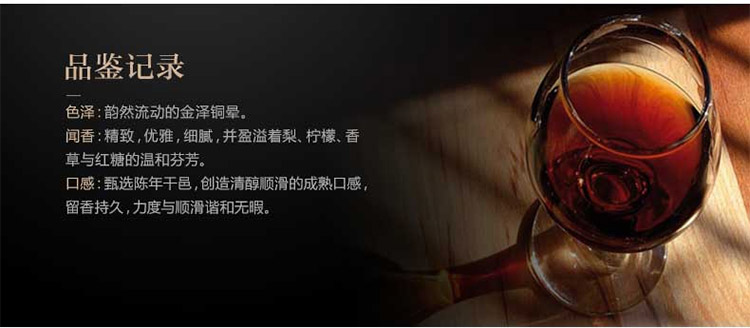 品鉴记录
色泽：韵然流动的金泽铜晕。
闻香：精致，优雅，细腻，并盈溢着梨、柠檬、香
草与红糖的温和芬芳。
口感：甄选陈年干邑，创造清醇顺滑的成熟口感，
留香持久，力度与顺滑谐和无暇。